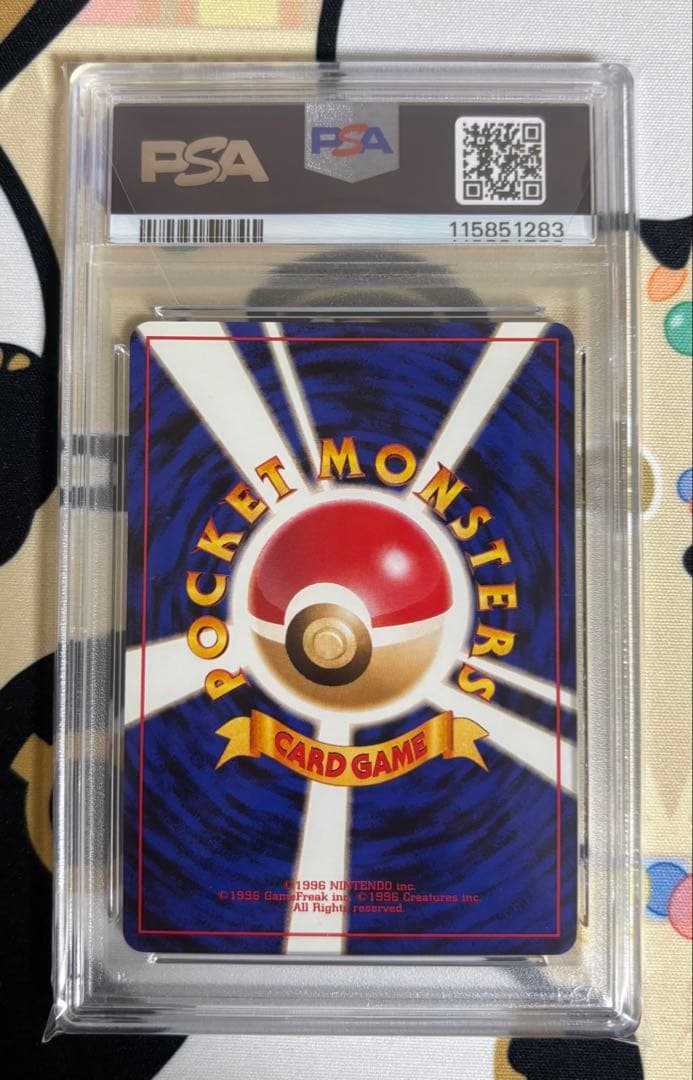 PSA
PSA
115851283
POCKET MONSTERS
CARD GAME
©1996 NINTENDO inc.
©1996 GameFreak inc. ©1996 Creatures inc.
All Rights reserved.